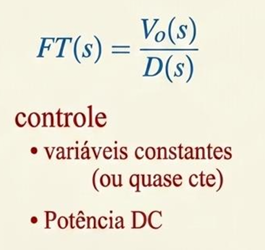 FT(s) = Vo(s) / D(s)
controle
• variáveis constantes
(ou quase cte)
• Potência DC